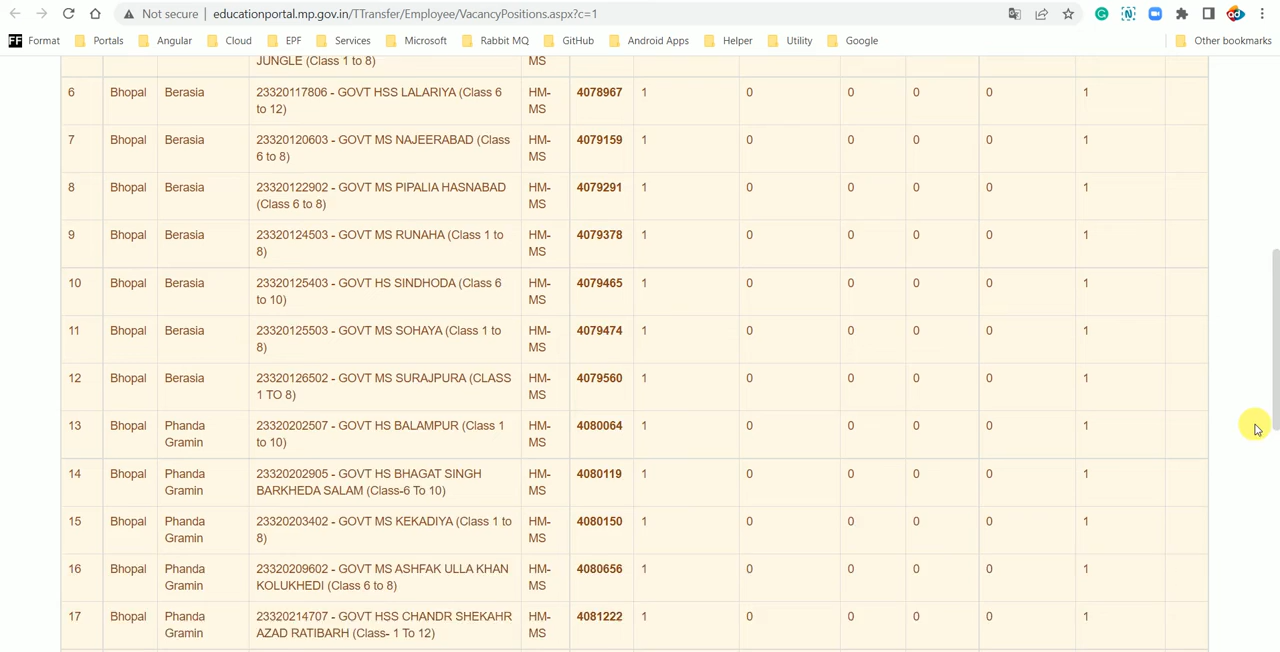 Not secure | educationportal.mp.gov.in/TTransfer/Employee/VacancyPositions.aspx?c=1
FF Format Portals Angular Cloud EPF Services Microsoft Rabbit MQ GitHub Android Apps Helper Utility Google Other bookmarks
JUNGLE (Class 1 to 8) MS
6 Bhopal Berasia 23320117806 - GOVT HSS LALARIYA (Class 6 HM- 4078967 1 0 0 0 0 1
to 12) MS
7 Bhopal Berasia 23320120603 - GOVT MS NAJEERABAD (Class HM- 4079159 1 0 0 0 0 1
6 to 8) MS
8 Bhopal Berasia 23320122902 - GOVT MS PIPALIA HASNABAD HM- 4079291 1 0 0 0 0 1
(Class 6 to 8) MS
9 Bhopal Berasia 23320124503 - GOVT MS RUNAHA (Class 1 to HM- 4079378 1 0 0 0 0 1
8) MS
10 Bhopal Berasia 23320125403 - GOVT HS SINDHODA (Class 6 HM- 4079465 1 0 0 0 0 1
to 10) MS
11 Bhopal Berasia 23320125503 - GOVT MS SOHAYA (Class 1 to HM- 4079474 1 0 0 0 0 1
8) MS
12 Bhopal Berasia 23320126502 - GOVT MS SURAJPURA (CLASS HM- 4079560 1 0 0 0 0 1
1 TO 8) MS
13 Bhopal Phanda 23320202507 - GOVT HS BALAMPUR (Class 1 HM- 4080064 1 0 0 0 0 1
Gramin to 10) MS
14 Bhopal Phanda 23320202905 - GOVT HS BHAGAT SINGH HM- 4080119 1 0 0 0 0 1
Gramin BARKHEDA SALAM (Class-6 To 10) MS
15 Bhopal Phanda 23320203402 - GOVT MS KEKADIYA (Class 1 to HM- 4080150 1 0 0 0 0 1
Gramin 8) MS
16 Bhopal Phanda 23320209602 - GOVT MS ASHFAK ULLA KHAN HM- 4080656 1 0 0 0 0 1
Gramin KOLUKHEDI (Class 6 to 8) MS
17 Bhopal Phanda 23320214707 - GOVT HSS CHANDR SHEKAHR HM- 4081222 1 0 0 0 0 1
Gramin AZAD RATIBARH (Class- 1 To 12) MS